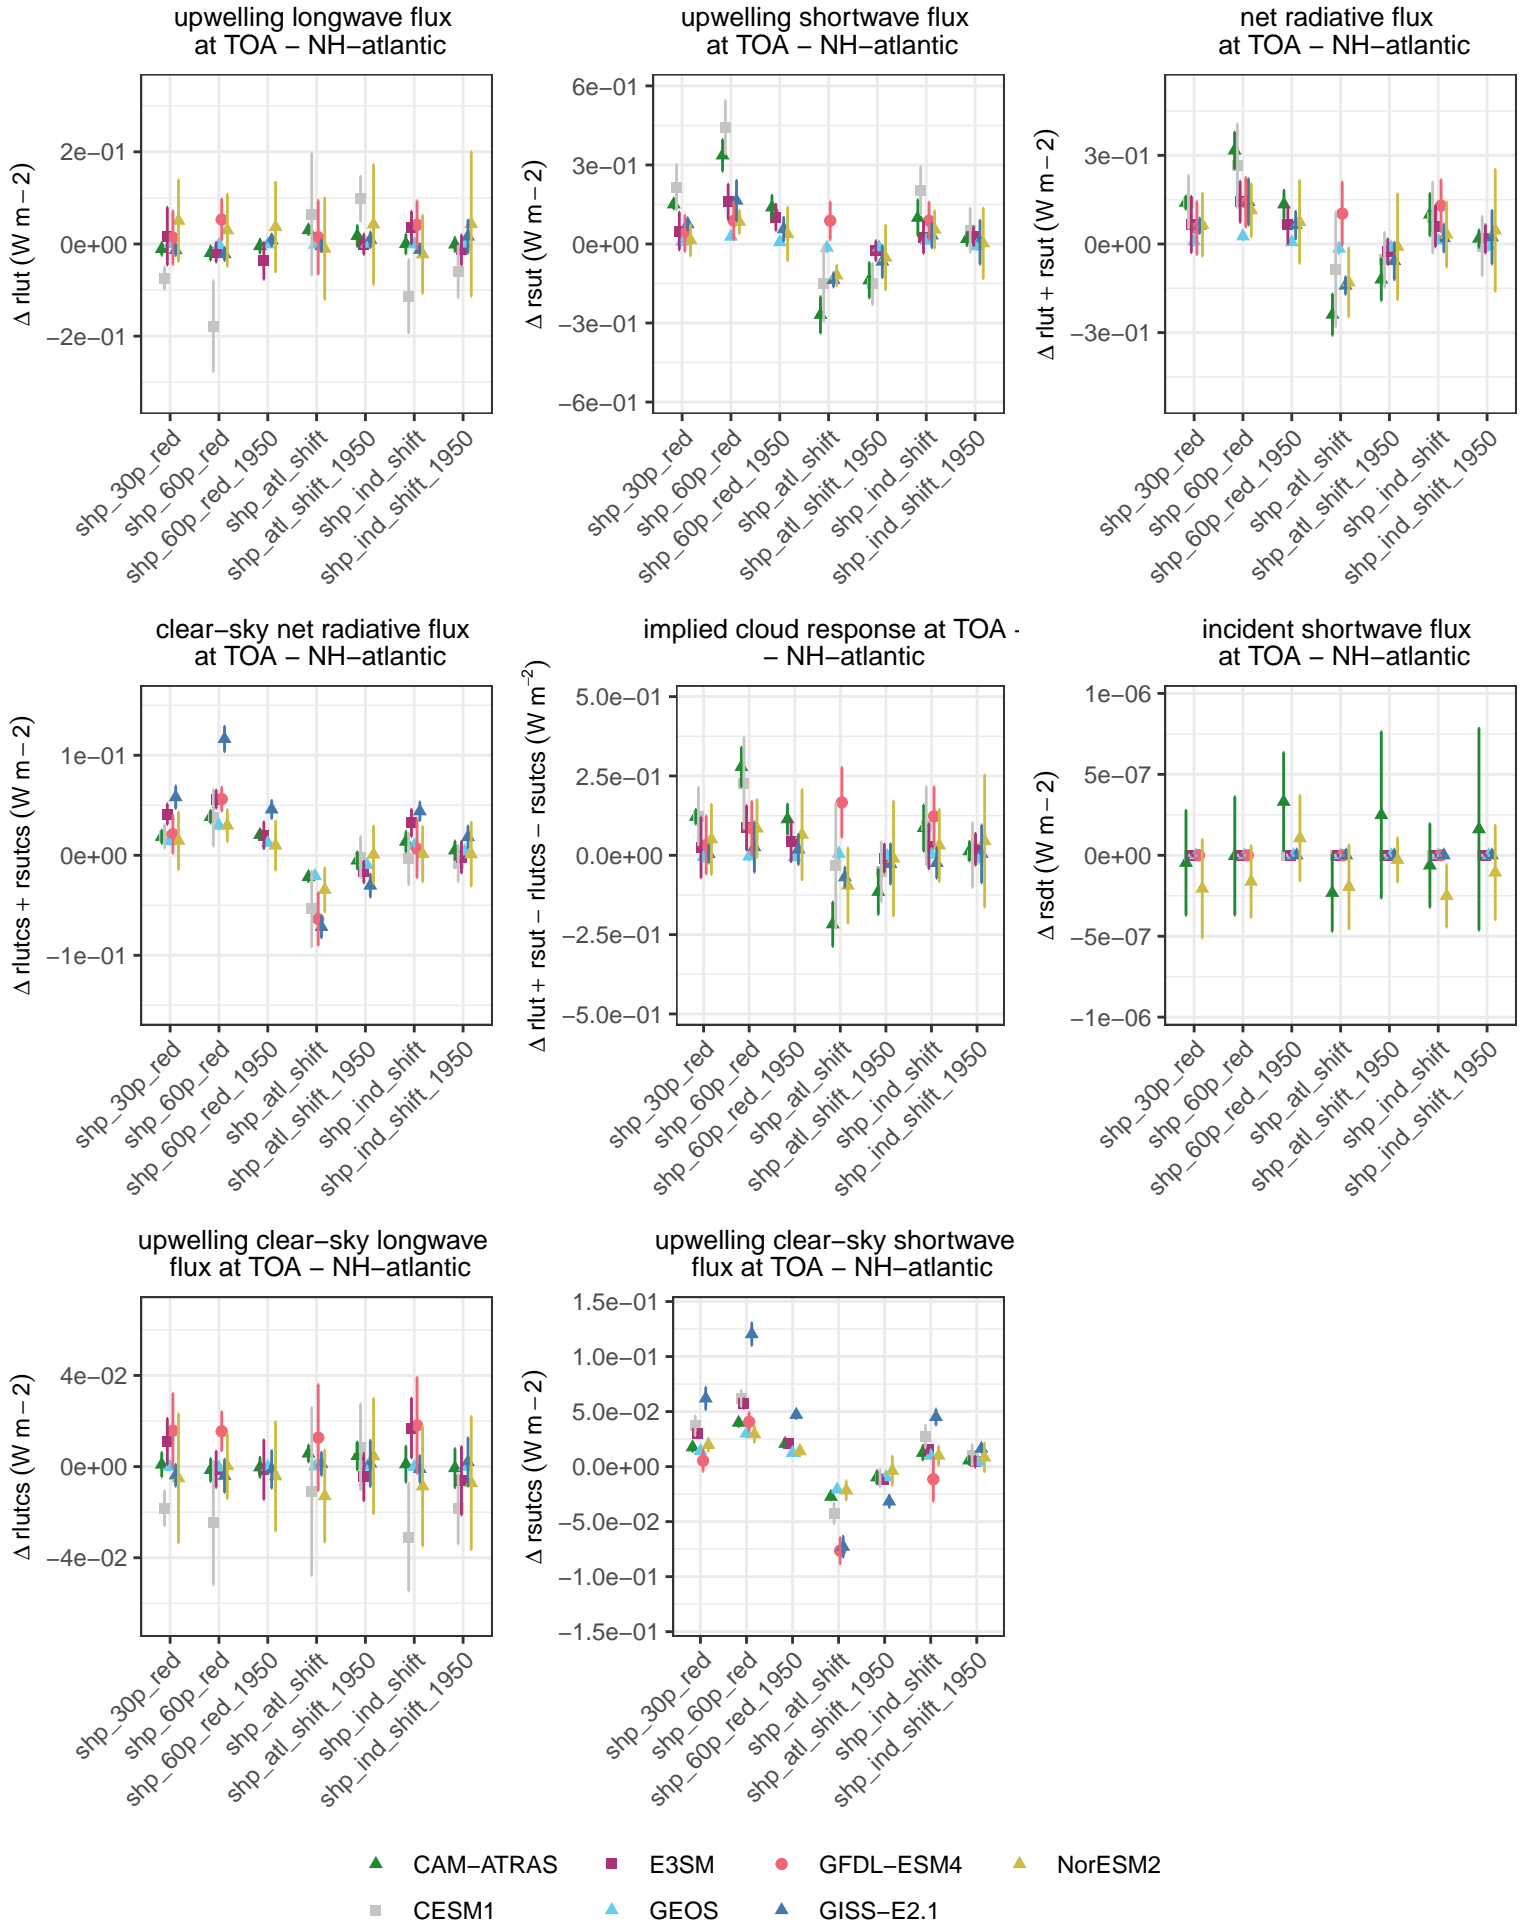 upwelling longwave flux
at TOA − NH−atlantic
Δ rlut (W m − 2)
2e−01
0e+00
−2e−01
shp_30p_red
shp_60p_red
shp_60p_red_1950
shp_atl_shift
shp_atl_shift_1950
shp_ind_shift
shp_ind_shift_1950
upwelling shortwave flux
at TOA − NH−atlantic
Δ rsut (W m − 2)
6e−01
3e−01
0e+00
−3e−01
−6e−01
shp_30p_red
shp_60p_red
shp_60p_red_1950
shp_atl_shift
shp_atl_shift_1950
shp_ind_shift
shp_ind_shift_1950
net radiative flux
at TOA − NH−atlantic
Δ rlut + rsut (W m − 2)
3e−01
0e+00
−3e−01
shp_30p_red
shp_60p_red
shp_60p_red_1950
shp_atl_shift
shp_atl_shift_1950
shp_ind_shift
shp_ind_shift_1950
clear−sky net radiative flux
at TOA − NH−atlantic
Δ rlutcs + rsutcs (W m − 2)
1e−01
0e+00
−1e−01
shp_30p_red
shp_60p_red
shp_60p_red_1950
shp_atl_shift
shp_atl_shift_1950
shp_ind_shift
shp_ind_shift_1950
implied cloud response at TOA -
− NH−atlantic
Δ rlut + rsut − rlutcs − rsutcs (W m⁻²)
5.0e−01
2.5e−01
0.0e+00
−2.5e−01
−5.0e−01
shp_30p_red
shp_60p_red
shp_60p_red_1950
shp_atl_shift
shp_atl_shift_1950
shp_ind_shift
shp_ind_shift_1950
incident shortwave flux
at TOA − NH−atlantic
Δ rsdt (W m − 2)
1e−06
5e−07
0e+00
−5e−07
−1e−06
shp_30p_red
shp_60p_red
shp_60p_red_1950
shp_atl_shift
shp_atl_shift_1950
shp_ind_shift
shp_ind_shift_1950
upwelling clear−sky longwave
flux at TOA − NH−atlantic
Δ rlutcs (W m − 2)
4e−02
0e+00
−4e−02
shp_30p_red
shp_60p_red
shp_60p_red_1950
shp_atl_shift
shp_atl_shift_1950
shp_ind_shift
shp_ind_shift_1950
upwelling clear−sky shortwave
flux at TOA − NH−atlantic
Δ rsutcs (W m − 2)
1.5e−01
1.0e−01
5.0e−02
0.0e+00
−5.0e−02
−1.0e−01
−1.5e−01
shp_30p_red
shp_60p_red
shp_60p_red_1950
shp_atl_shift
shp_atl_shift_1950
shp_ind_shift
shp_ind_shift_1950
CAM−ATRAS
E3SM
GFDL−ESM4
NorESM2
CESM1
GEOS
GISS−E2.1